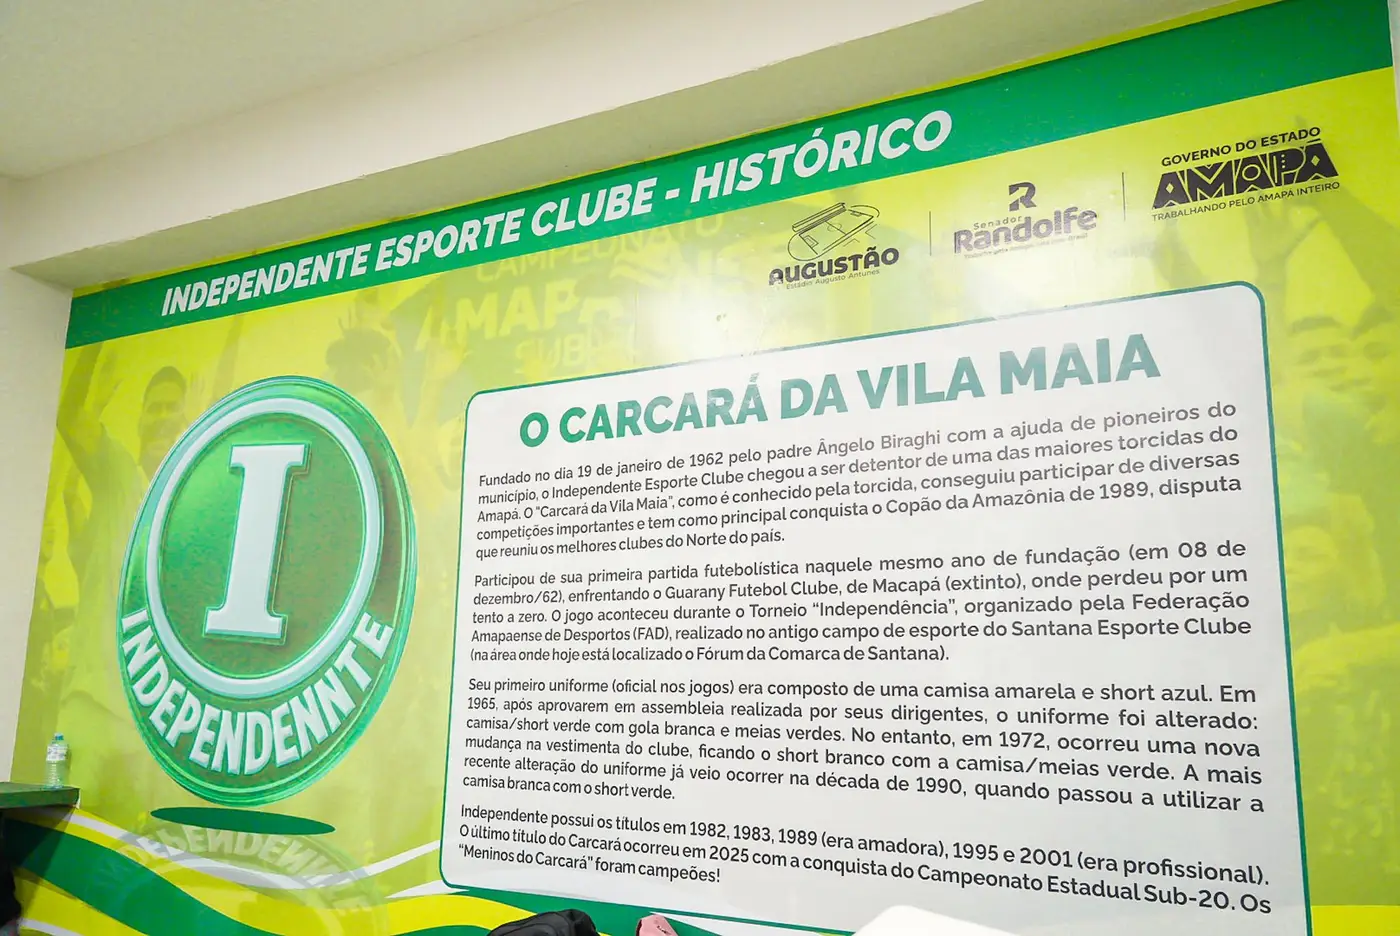 INDEPENDENTE ESPORTE CLUBE - HISTÓRICO
AUGUSTÃO
Estádio Augusto Antunes
R
Senador
Randolfe
GOVERNO DO ESTADO
AMAPÁ
TRABALHANDO PELO AMAPÁ INTEIRO
CAMPEONATO
AMAPA
SUB
I
INDEPENDENNTE
O CARCARÁ DA VILA MAIA
Fundado no dia 19 de janeiro de 1962 pelo padre Ângelo Biraghi com a ajuda de pioneiros do
município, o Independente Esporte Clube chegou a ser detentor de uma das maiores torcidas do
Amapá. O "Carcará da Vila Maia", como é conhecido pela torcida, conseguiu participar de diversas
competições importantes e tem como principal conquista o Copão da Amazônia de 1989, disputa
que reuniu os melhores clubes do Norte do país.
Participou de sua primeira partida futebolística naquele mesmo ano de fundação (em 08 de
dezembro/62), enfrentando o Guarany Futebol Clube, de Macapá (extinto), onde perdeu por um
tento a zero. O jogo aconteceu durante o Torneio “Independência”, organizado pela Federação
Amapaense de Desportos (FAD), realizado no antigo campo de esporte do Santana Esporte Clube
(na área onde hoje está localizado o Fórum da Comarca de Santana).
Seu primeiro uniforme (oficial nos jogos) era composto de uma camisa amarela e short azul. Em
1965, após aprovarem em assembleia realizada por seus dirigentes, o uniforme foi alterado:
camisa/short verde com gola branca e meias verdes. No entanto, em 1972, ocorreu uma nova
mudança na vestimenta do clube, ficando o short branco com a camisa/meias verde. A mais
recente alteração do uniforme já veio ocorrer na década de 1990, quando passou a utilizar a
camisa branca com o short verde.
Independente possui os títulos em 1982, 1983, 1989 (era amadora), 1995 e 2001 (era profissional).
O último título do Carcará ocorreu em 2025 com a conquista do Campeonato Estadual Sub-20. Os
“Meninos do Carcará” foram campeões!